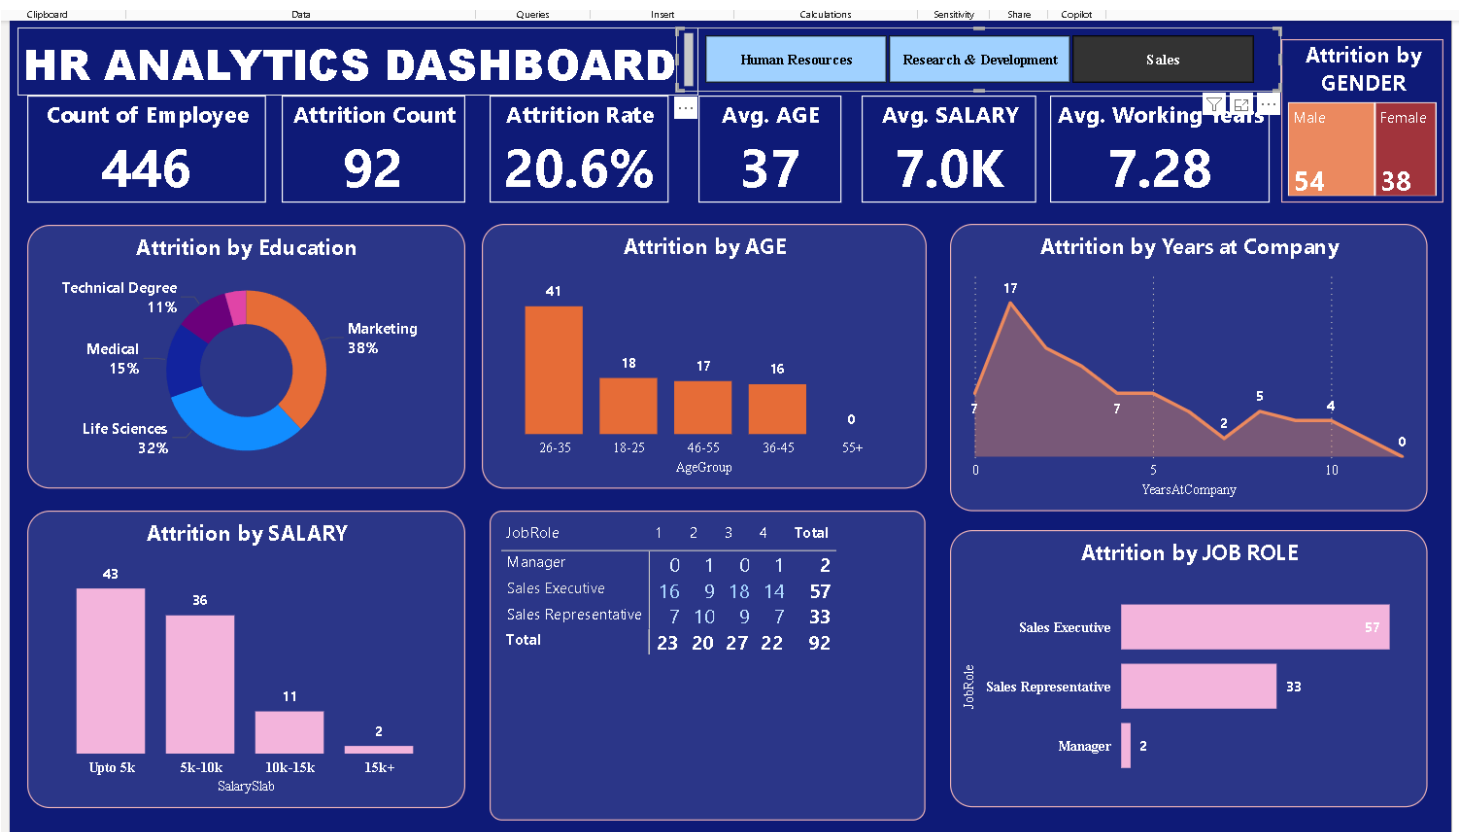 Clipboard
Data
Queries
Insert
Calculations
Sensitivity
Share
Copilot
HR ANALYTICS DASHBOARD
Human Resources
Research & Development
Sales
Attrition by
GENDER
Male
54
Female
38
Count of Employee
446
Attrition Count
92
Attrition Rate
20.6%
Avg. AGE
37
Avg. SALARY
7.0K
Avg. Working Years
7.28
Attrition by Education
Technical Degree
11%
Medical
15%
Life Sciences
32%
Marketing
38%
Attrition by AGE
41
18
17
16
0
26-35
18-25
46-55
36-45
55+
AgeGroup
Attrition by Years at Company
17
7
7
2
5
4
0
0
5
10
YearsAtCompany
Attrition by SALARY
43
36
11
2
Upto 5k
5k-10k
10k-15k
15k+
SalarySlab
JobRole 1 2 3 4 Total
Manager 0 1 0 1 2
Sales Executive 16 9 18 14 57
Sales Representative 7 10 9 7 33
Total 23 20 27 22 92
Attrition by JOB ROLE
JobRole
Sales Executive 57
Sales Representative 33
Manager 2